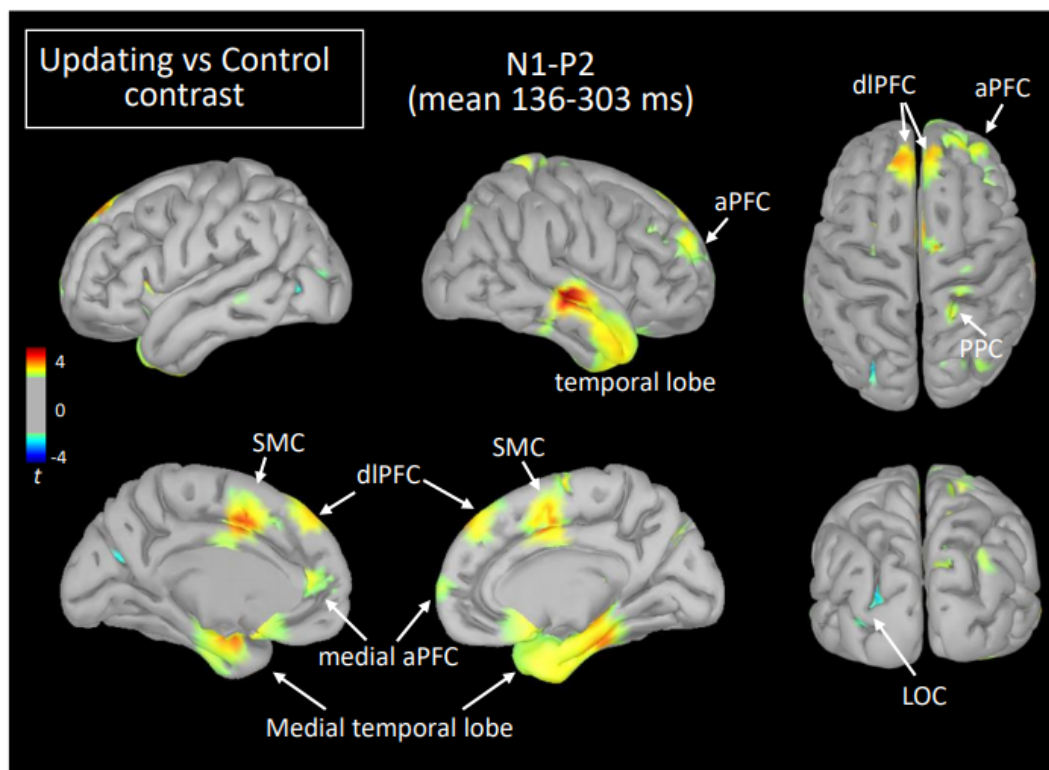 Updating vs Control
contrast
N1-P2
(mean 136-303 ms)
dlPFC
aPFC
aPFC
temporal lobe
PPC
4
0
-4
t
SMC
dlPFC
SMC
medial aPFC
Medial temporal lobe
LOC